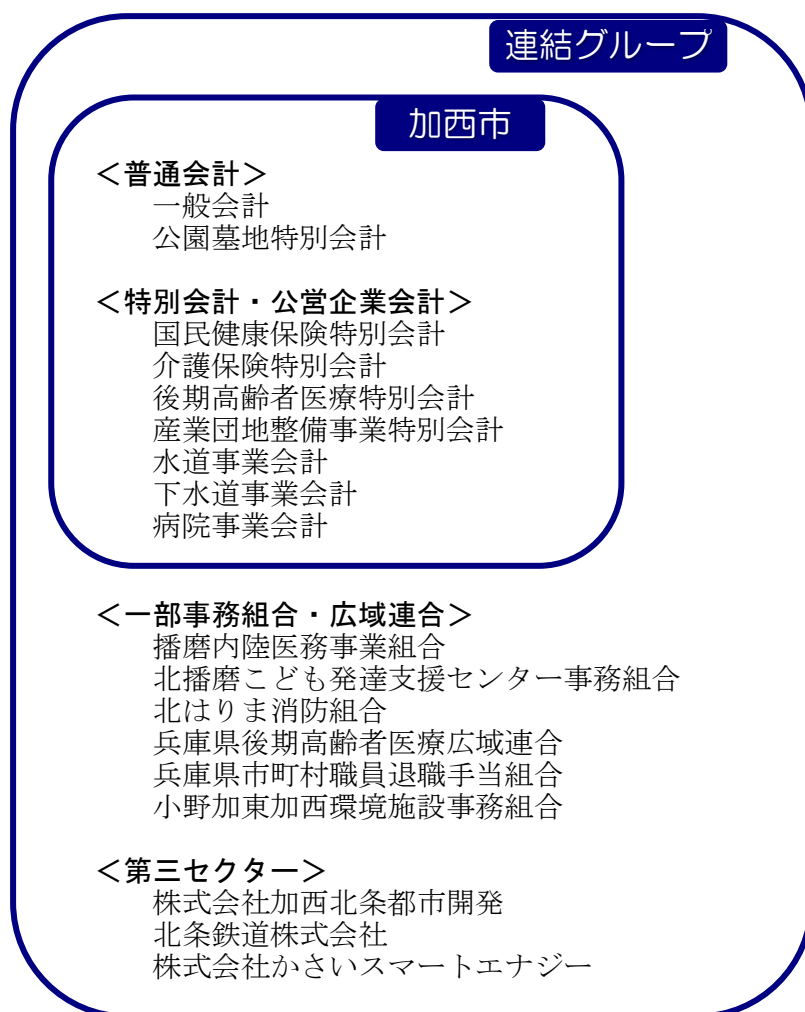 連結グループ
加西市
＜普通会計＞
一般会計
公園墓地特別会計
＜特別会計・公営企業会計＞
国民健康保険特別会計
介護保険特別会計
後期高齢者医療特別会計
産業団地整備事業特別会計
水道事業会計
下水道事業会計
病院事業会計
＜一部事務組合・広域連合＞
播磨内陸医務事業組合
北播磨こども発達支援センター事務組合
北はりま消防組合
兵庫県後期高齢者医療広域連合
兵庫県市町村職員退職手当組合
小野加東加西環境施設事務組合
＜第三セクター＞
株式会社加西北条都市開発
北条鉄道株式会社
株式会社かさいスマートエナジー